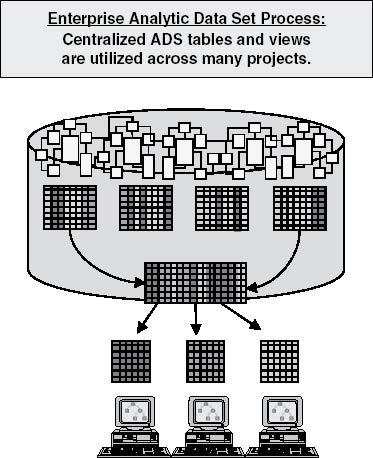 Enterprise Analytic Data Set Process:
Centralized ADS tables and views
are utilized across many projects.